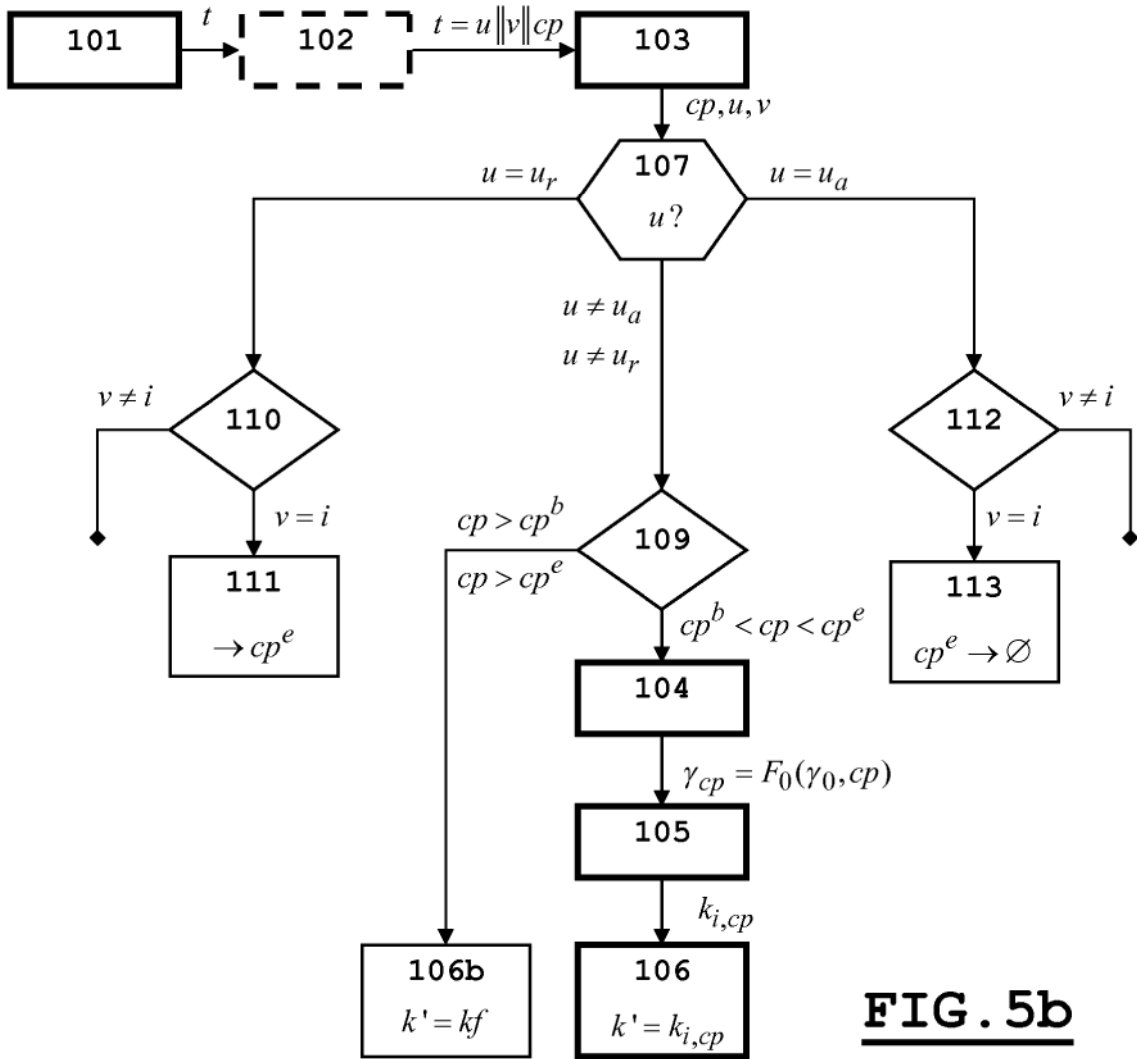 t
t = u‖v‖cp
101
102
103
cp, u, v
u = u_r
107
u = u_a
u?
u ≠ u_a
u ≠ u_r
v ≠ i
110
112
v ≠ i
v = i
v = i
cp > cp^b
109
cp > cp^e
111
113
cp^b < cp < cp^e
→ cp^e
cp^e → ∅
104
γ_cp = F_0(γ_0, cp)
105
k_i,cp
106b
106
k' = kf
k' = k_i,cp
FIG.5b